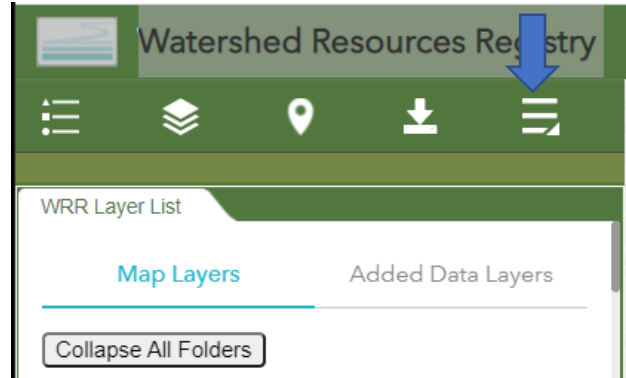 Watershed Resources Registry
WRR Layer List
Map Layers
Added Data Layers
Collapse All Folders